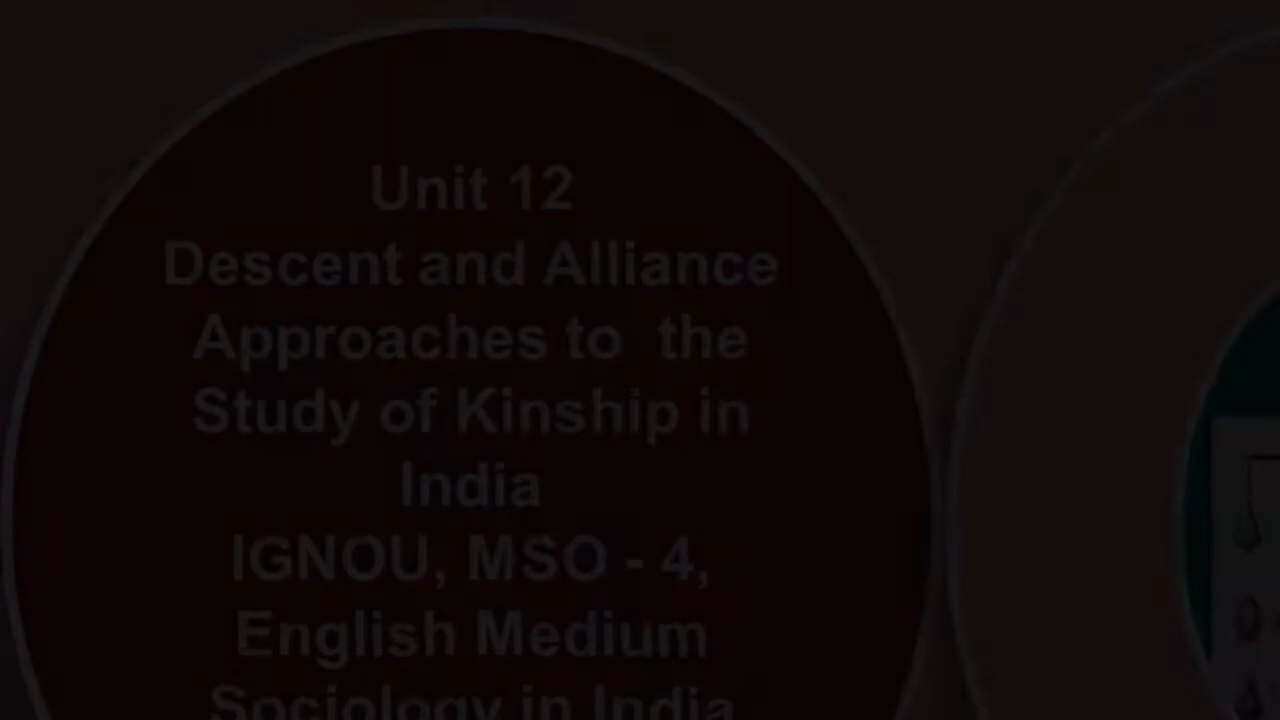 Unit 12
Descent and Alliance
Approaches to the
Study of Kinship in
India
IGNOU, MSO - 4,
English Medium
Sociology in India